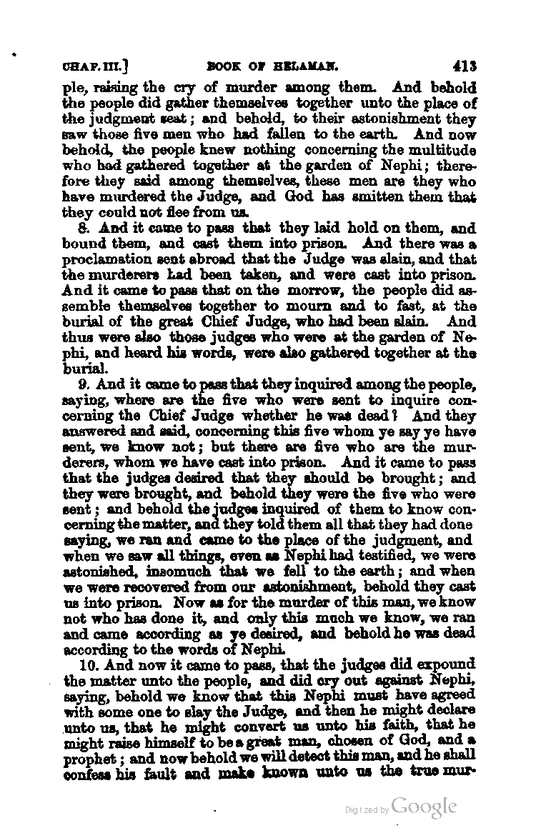 CHAP. III.] BOOK OF HELAMAN. 413
ple, raising the cry of murder among them. And behold
the people did gather themselves together unto the place of
the judgment seat; and behold, to their astonishment they
saw those five men who had fallen to the earth. And now
behold, the people knew nothing concerning the multitude
who had gathered together at the garden of Nephi; there-
fore they said among themselves, these men are they who
have murdered the Judge, and God has smitten them that
they could not flee from us.
8. And it came to pass that they laid hold on them, and
bound them, and cast them into prison. And there was a
proclamation sent abroad that the Judge was slain, and that
the murderers had been taken, and were cast into prison.
And it came to pass that on the morrow, the people did as-
semble themselves together to mourn and to fast, at the
burial of the great Chief Judge, who had been slain. And
thus were also those judges who were at the garden of Ne-
phi, and heard his words, were also gathered together at the
burial.
9. And it came to pass that they inquired among the people,
saying, where are the five who were sent to inquire con-
cerning the Chief Judge whether he was dead? And they
answered and said, concerning this five whom ye say ye have
sent, we know not; but there are five who are the mur-
derers, whom we have cast into prison. And it came to pass
that the judges desired that they should be brought; and
they were brought, and behold they were the five who were
sent; and behold the judges inquired of them to know con-
cerning the matter, and they told them all that they had done
saying, we ran and came to the place of the judgment, and
when we saw all things, even as Nephi had testified, we were
astonished, insomuch that we fell to the earth; and when
we were recovered from our astonishment, behold they cast
us into prison. Now as for the murder of this man, we know
not who has done it, and only this much we know, we ran
and came according as ye desired, and behold he was dead
according to the words of Nephi.
10. And now it came to pass, that the judges did expound
the matter unto the people, and did cry out against Nephi,
saying, behold we know that this Nephi must have agreed
with some one to slay the Judge, and then he might declare
unto us, that he might convert us unto his faith, that he
might raise himself to be a great man, chosen of God, and a
prophet; and now behold we will detect this man, and he shall
confess his fault and make known unto us the true mur-
Digitized by Google